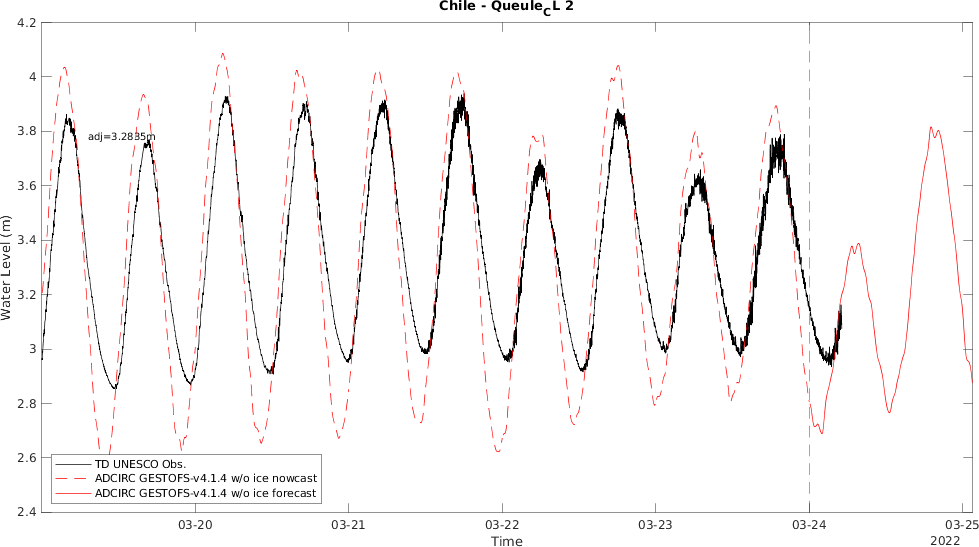 Chile - Queule_C L 2
Water Level (m)
4.2
4
3.8
3.6
3.4
3.2
3
2.8
2.6
2.4
adj=3.2835m
TD UNESCO Obs.
ADCIRC GESTOFS-v4.1.4 w/o ice nowcast
ADCIRC GESTOFS-v4.1.4 w/o ice forecast
03-20
03-21
03-22
03-23
03-24
03-25
Time
2022